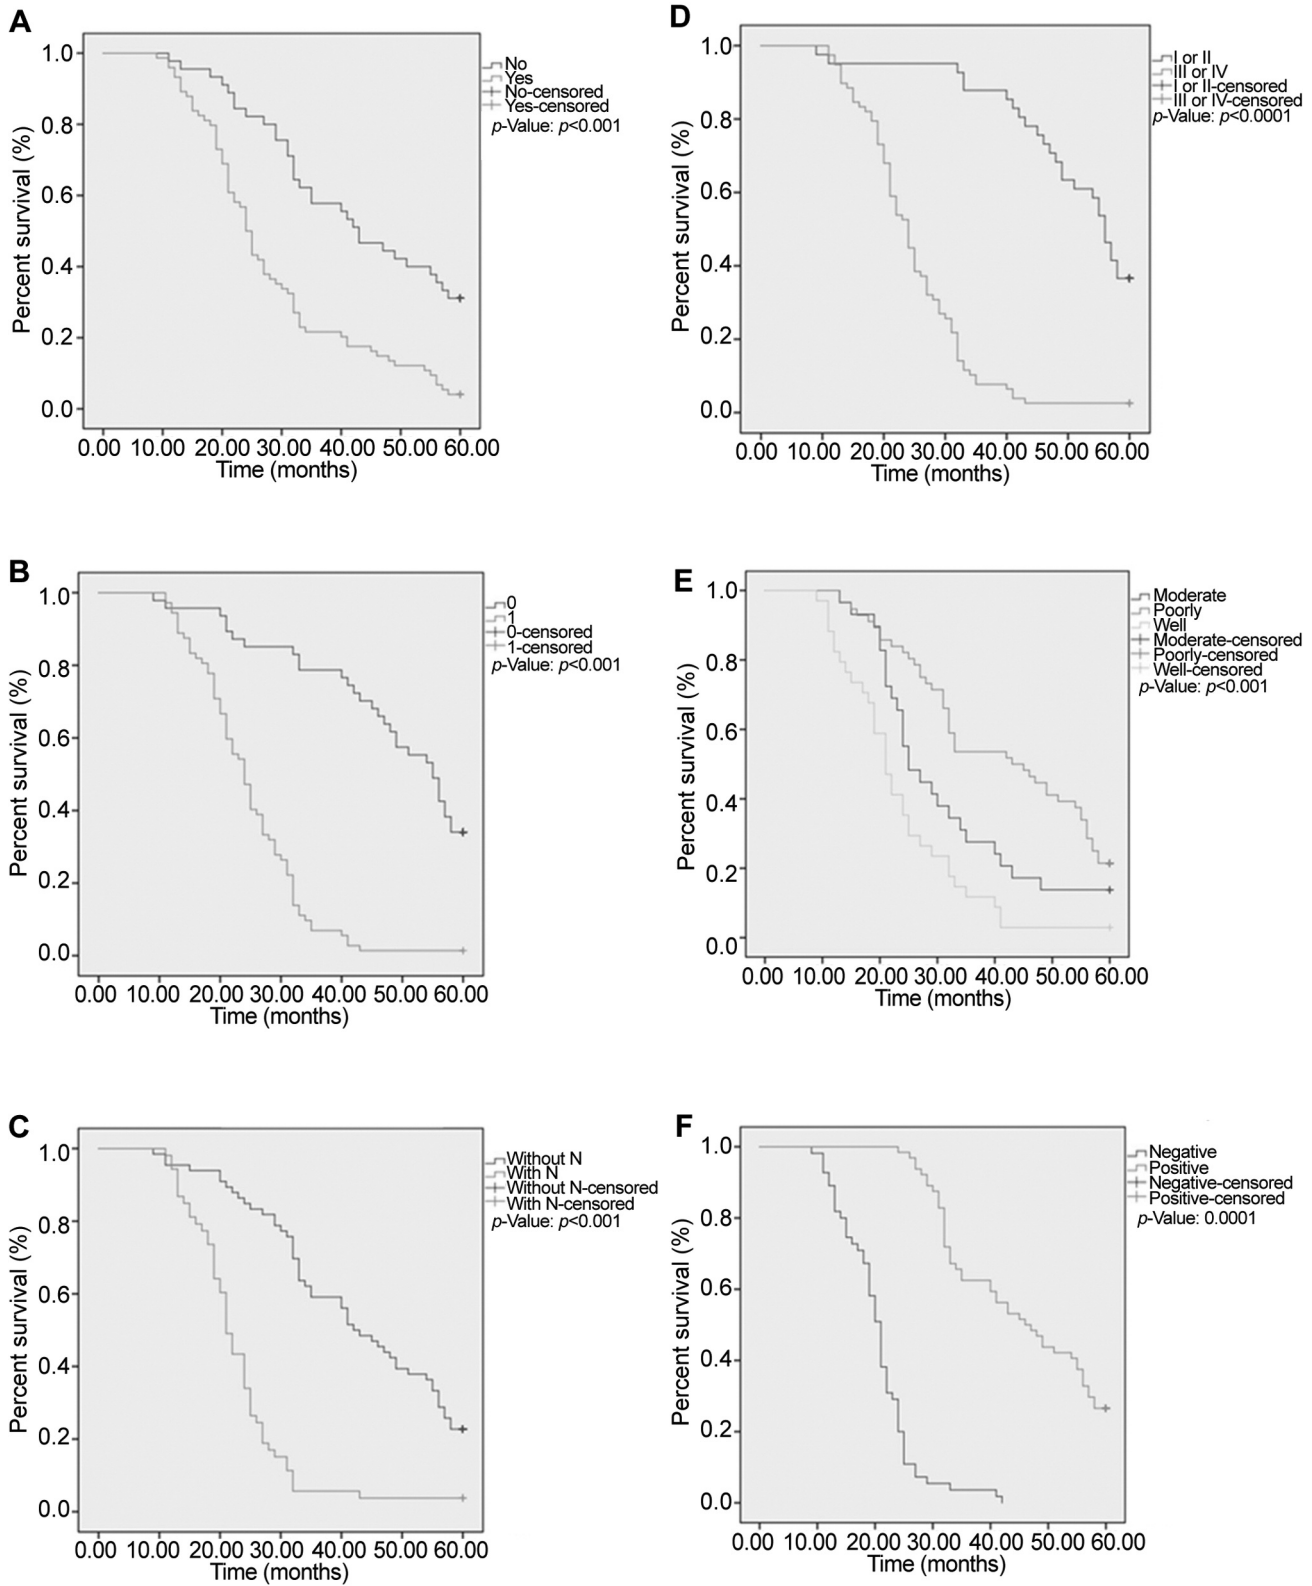 A
1.0
0.8
0.6
0.4
0.2
0.0
Percent survival (%)
0.00 10.00 20.00 30.00 40.00 50.00 60.00
Time (months)
No
Yes
No-censored
Yes-censored
p-Value: p<0.001
D
1.0
0.8
0.6
0.4
0.2
0.0
Percent survival (%)
0.00 10.00 20.00 30.00 40.00 50.00 60.00
Time (months)
I or II
III or IV
I or II-censored
III or IV-censored
p-Value: p<0.0001
B
1.0
0.8
0.6
0.4
0.2
0.0
Percent survival (%)
0.00 10.00 20.00 30.00 40.00 50.00 60.00
Time (months)
0
1
0-censored
1-censored
p-Value: p<0.001
E
1.0
0.8
0.6
0.4
0.2
0.0
Percent survival (%)
0.00 10.00 20.00 30.00 40.00 50.00 60.00
Time (months)
Moderate
Poorly
Well
Moderate-censored
Poorly-censored
Well-censored
p-Value: p<0.001
C
1.0
0.8
0.6
0.4
0.2
0.0
Percent survival (%)
0.00 10.00 20.00 30.00 40.00 50.00 60.00
Time (months)
Without N
With N
Without N-censored
With N-censored
p-Value: p<0.001
F
1.0
0.8
0.6
0.4
0.2
0.0
Percent survival (%)
0.00 10.00 20.00 30.00 40.00 50.00 60.00
Time (months)
Negative
Positive
Negative-censored
Positive-censored
p-Value: 0.0001